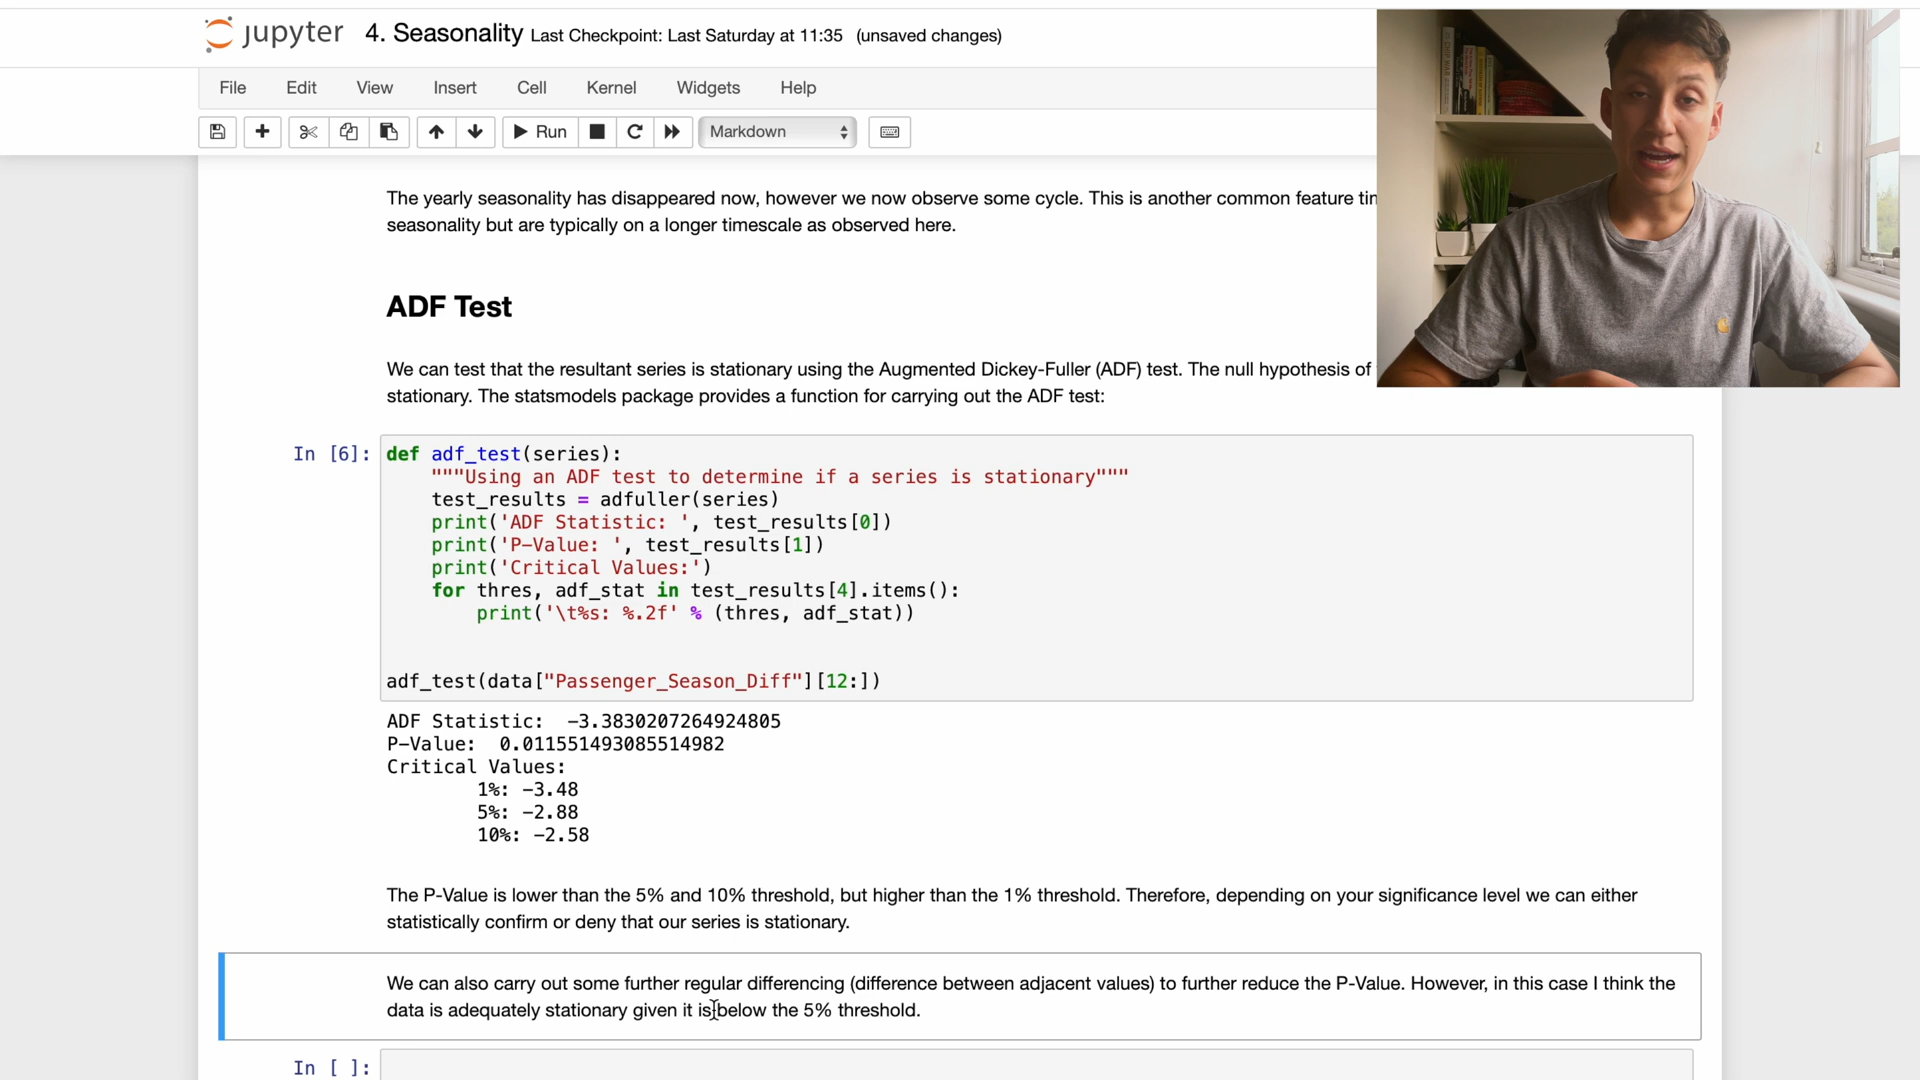 jupyter 4. Seasonality Last Checkpoint: Last Saturday at 11:35 (unsaved changes)
File Edit View Insert Cell Kernel Widgets Help
Run Markdown
The yearly seasonality has disappeared now, however we now observe some cycle. This is another common feature
seasonality but are typically on a longer timescale as observed here.
ADF Test
We can test that the resultant series is stationary using the Augmented Dickey-Fuller (ADF) test. The null hypothesis of
stationary. The statsmodels package provides a function for carrying out the ADF test:
In [6]: def adf_test(series):
"""Using an ADF test to determine if a series is stationary"""
test_results = adfuller(series)
print('ADF Statistic: ', test_results[0])
print('P-Value: ', test_results[1])
print('Critical Values:')
for thres, adf_stat in test_results[4].items():
print('\t%s: %.2f' % (thres, adf_stat))
adf_test(data["Passenger_Season_Diff"][12:])
ADF Statistic: -3.3830207264924805
P-Value: 0.011551493085514982
Critical Values:
1%: -3.48
5%: -2.88
10%: -2.58
The P-Value is lower than the 5% and 10% threshold, but higher than the 1% threshold. Therefore, depending on your significance level we can either
statistically confirm or deny that our series is stationary.
We can also carry out some further regular differencing (difference between adjacent values) to further reduce the P-Value. However, in this case I think the
data is adequately stationary given it is below the 5% threshold.
In [ ]: